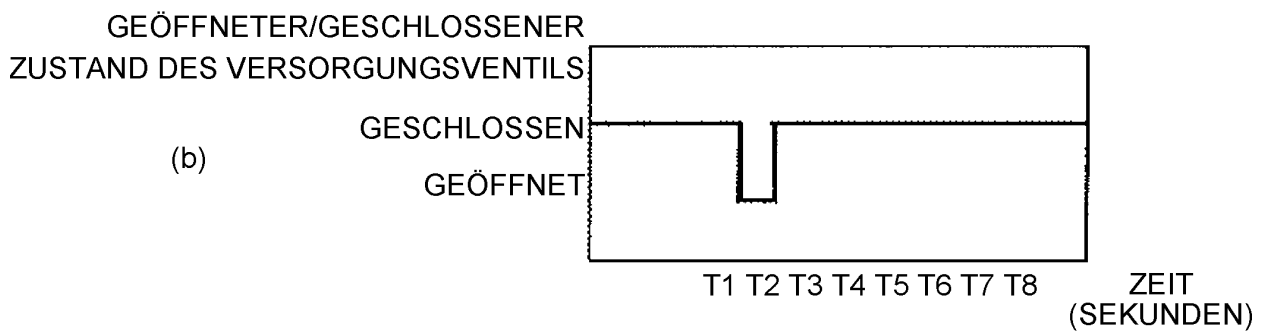 GEÖFFNETER/GESCHLOSSENER
ZUSTAND DES VERSORGUNGSVENTILS
GESCHLOSSEN
(b)
GEÖFFNET
T1 T2 T3 T4 T5 T6 T7 T8
ZEIT
(SEKUNDEN)